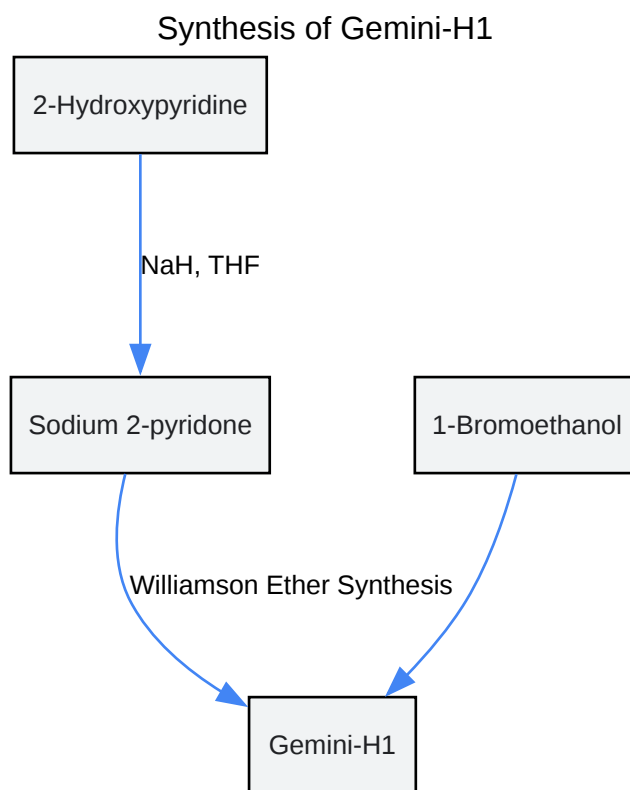 Synthesis of Gemini-H1
2-Hydroxypyridine
NaH, THF
Sodium 2-pyridone
1-Bromoethanol
Williamson Ether Synthesis
Gemini-H1